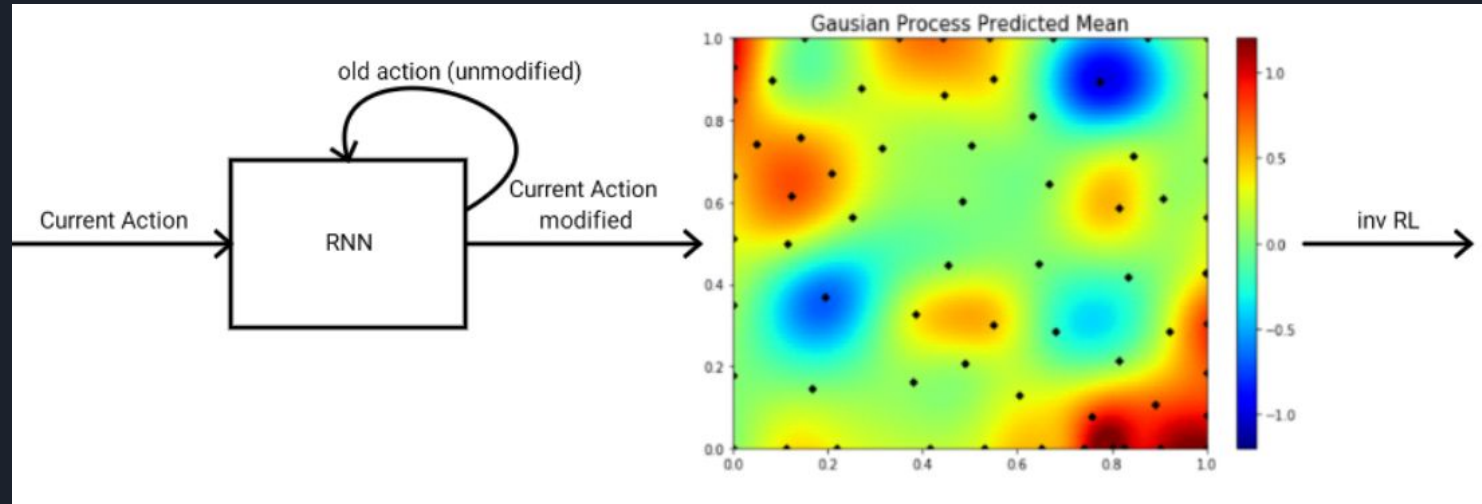 Gausian Process Predicted Mean
old action (unmodified)
Current Action
RNN
Current Action
modified
inv RL
1.0
0.8
0.6
0.4
0.2
0.0
0.0
0.2
0.4
0.6
0.8
1.0
1.0
0.5
0.0
−0.5
−1.0